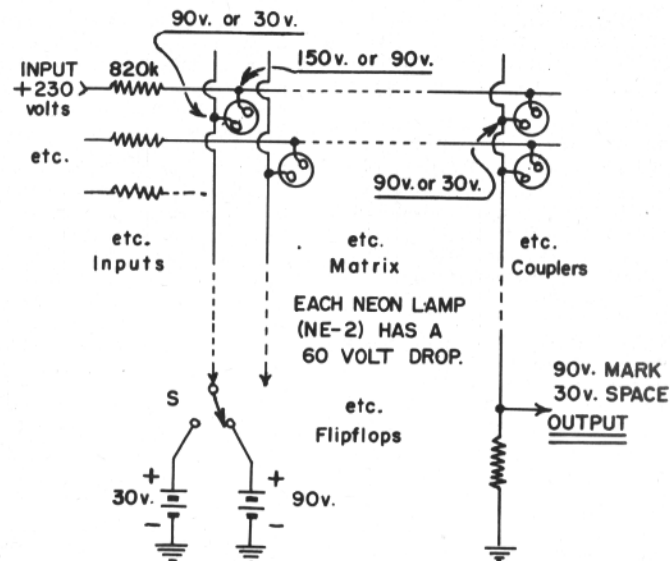 90v. or 30v.
150v. or 90v.
INPUT
+230
volts
820k
etc.
90v. or 30v.
etc.
Inputs
etc.
Matrix
etc.
Couplers
EACH NEON LAMP
(NE-2) HAS A
60 VOLT DROP.
S
etc.
Flipflops
90v. MARK
30v. SPACE
OUTPUT
+
30v.
−
+
90v.
−